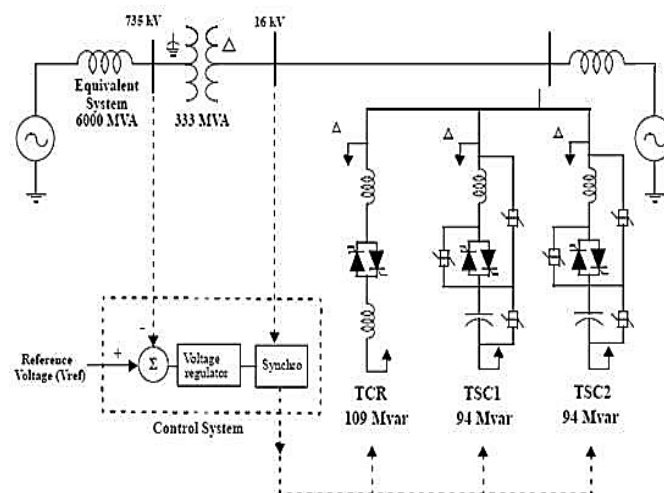 735 kV
16 kV
Δ
Equivalent
System
6000 MVA
333 MVA
Δ
Δ
Δ
-
+
Reference
Voltage (Vref)
Σ
Voltage
regulator
Synchro
Control System
TCR
109 Mvar
TSC1
94 Mvar
TSC2
94 Mvar